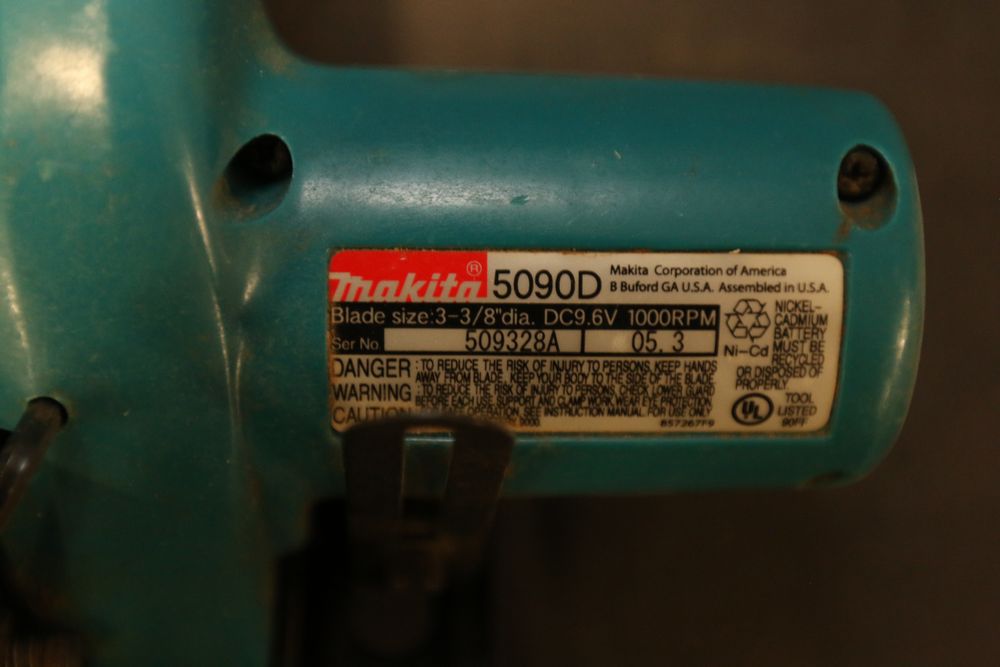 Makita® 5090D Makita Corporation of America
B Buford GA U.S.A. Assembled in U.S.A.
Blade size:3-3/8"dia. DC9.6V 1000RPM
Ser No. 509328A 05. 3
Ni-Cd
NICKEL-
CADMIUM
BATTERY
MUST BE
RECYCLED
OR DISPOSED OF
PROPERLY.
DANGER : TO REDUCE THE RISK OF INJURY TO PERSONS, KEEP HANDS
AWAY FROM BLADE. KEEP YOUR BODY TO THE SIDE OF THE BLADE.
WARNING : TO REDUCE THE RISK OF INJURY TO PERSONS, CHECK LOWER GUARD
BEFORE EACH USE. SUPPORT AND CLAMP WORK. WEAR EYE PROTECTION.
CAUTION OPERATION, SEE INSTRUCTION MANUAL. FOR USE ONLY
9000. 857267F9
UL TOOL
LISTED
90FF